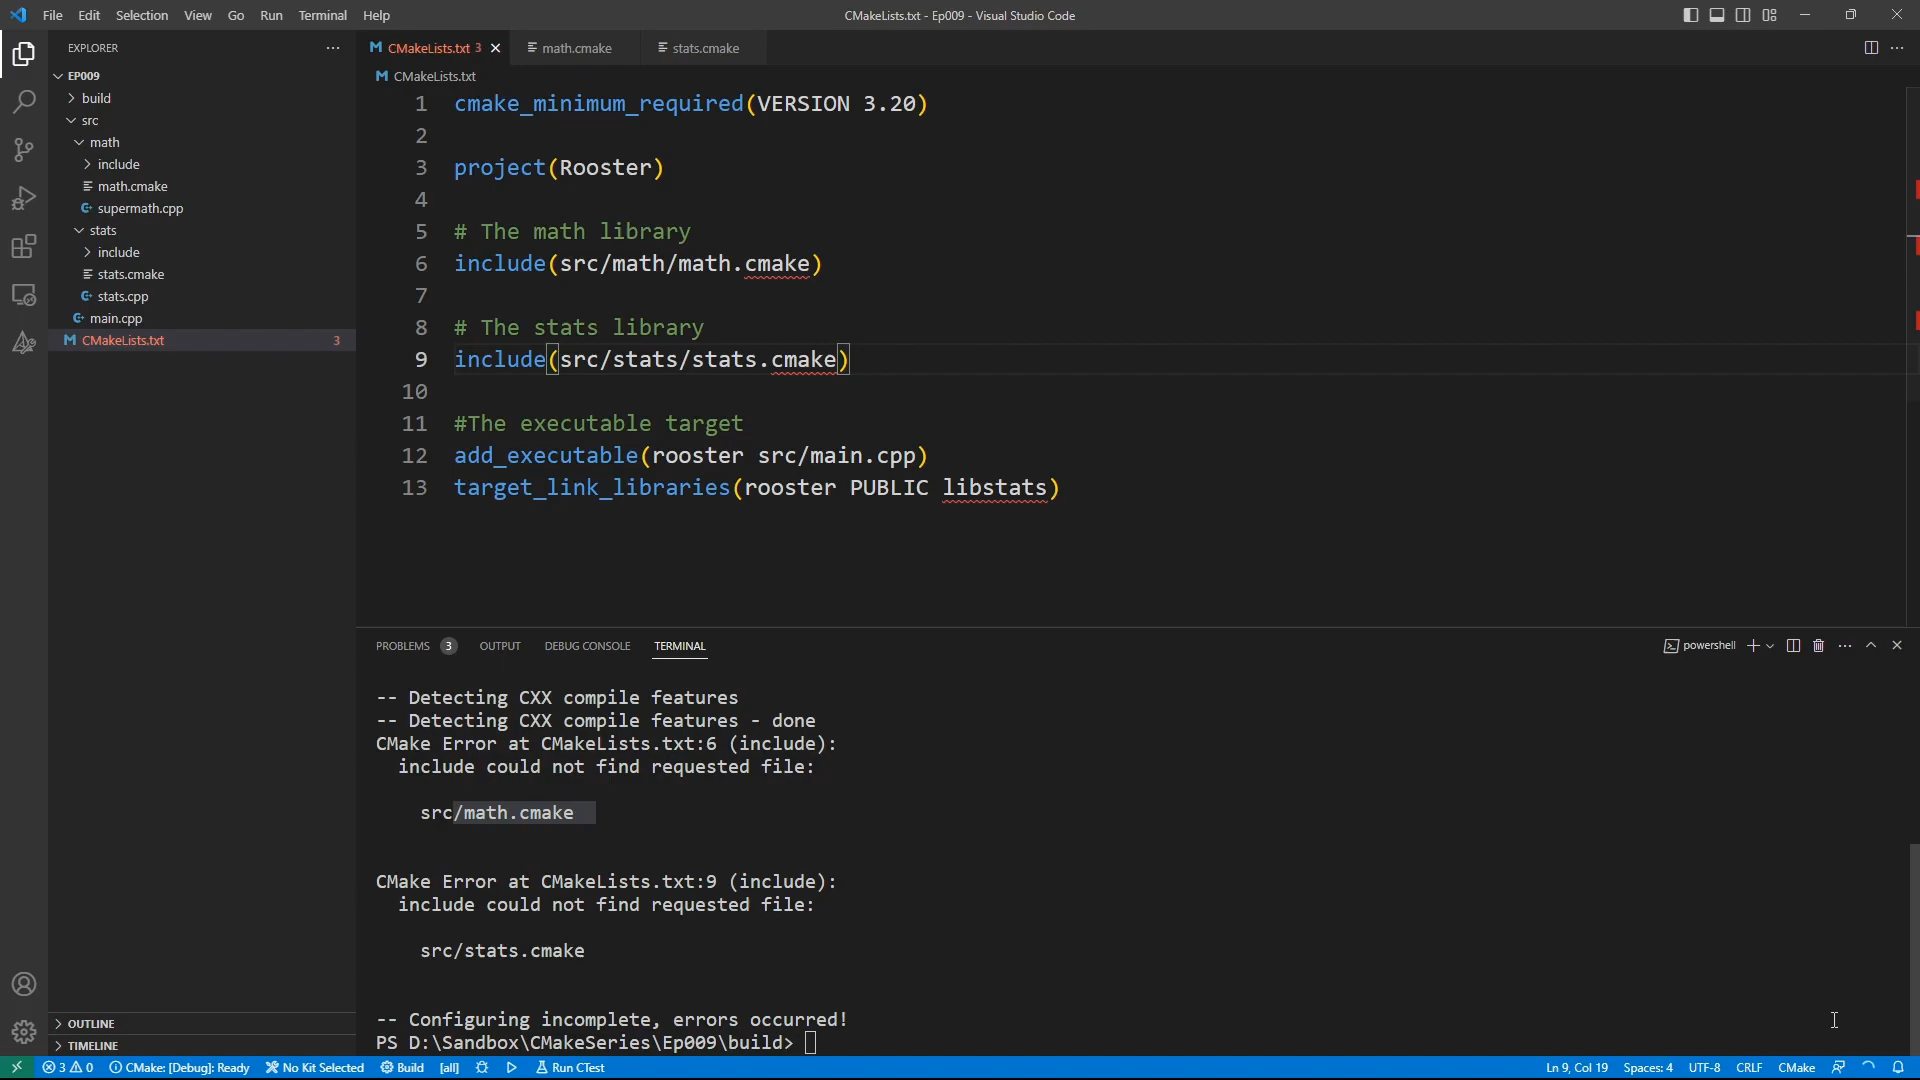 File Edit Selection View Go Run Terminal Help
CMakeLists.txt - Ep009 - Visual Studio Code
EXPLORER
EP009
build
src
math
include
math.cmake
supermath.cpp
stats
include
stats.cmake
stats.cpp
main.cpp
CMakeLists.txt 3
OUTLINE
TIMELINE
CMakeLists.txt 3
math.cmake
stats.cmake
CMakeLists.txt
1 cmake_minimum_required(VERSION 3.20)
2
3 project(Rooster)
4
5 # The math library
6 include(src/math/math.cmake)
7
8 # The stats library
9 include(src/stats/stats.cmake)
10
11 #The executable target
12 add_executable(rooster src/main.cpp)
13 target_link_libraries(rooster PUBLIC libstats)
PROBLEMS 3 OUTPUT DEBUG CONSOLE TERMINAL
powershell
-- Detecting CXX compile features
-- Detecting CXX compile features - done
CMake Error at CMakeLists.txt:6 (include):
include could not find requested file:
src/math.cmake
CMake Error at CMakeLists.txt:9 (include):
include could not find requested file:
src/stats.cmake
-- Configuring incomplete, errors occurred!
PS D:\Sandbox\CMakeSeries\Ep009\build>
3 0 CMake: [Debug]: Ready No Kit Selected Build [all] Run CTest
Ln 9, Col 19 Spaces: 4 UTF-8 CRLF CMake